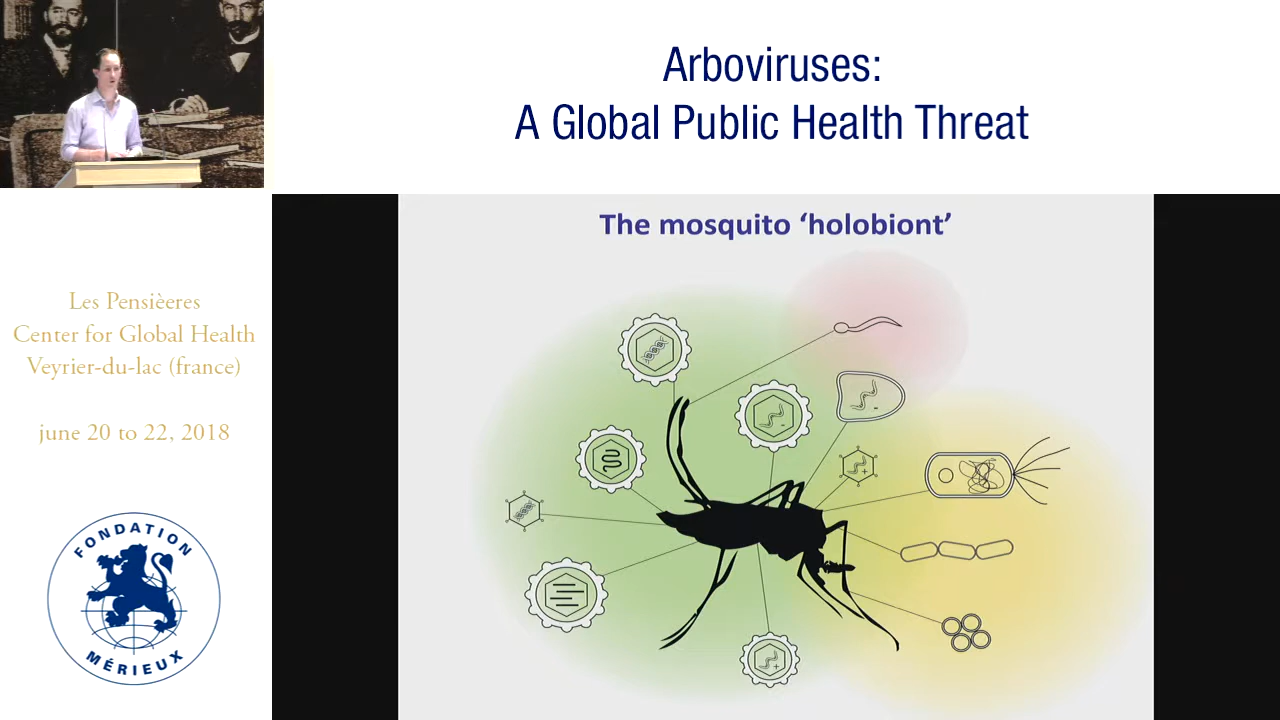 Arboviruses:
A Global Public Health Threat
The mosquito ‘holobiont’
Les Pensièeres
Center for Global Health
Veyrier-du-lac (france)
june 20 to 22, 2018
FONDATION
MÉRIEUX